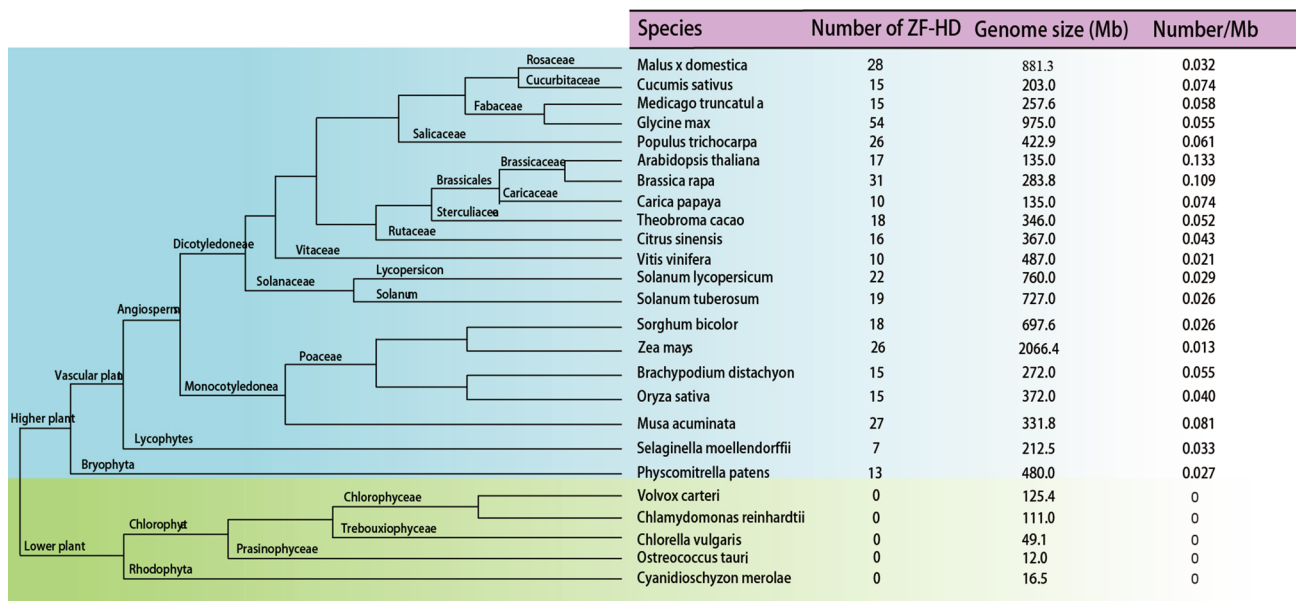 Species Number of ZF-HD Genome size (Mb) Number/Mb
Rosaceae
Malus x domestica 28 881.3 0.032
Cucurbitaceae
Cucumis sativus 15 203.0 0.074
Medicago truncatul a 15 257.6 0.058
Fabaceae
Glycine max 54 975.0 0.055
Salicaceae
Populus trichocarpa 26 422.9 0.061
Brassicaceae
Arabidopsis thaliana 17 135.0 0.133
Brassicales
Brassica rapa 31 283.8 0.109
Caricaceae
Carica papaya 10 135.0 0.074
Sterculiacea
Theobroma cacao 18 346.0 0.052
Rutaceae
Citrus sinensis 16 367.0 0.043
Dicotyledoneae
Vitaceae
Vitis vinifera 10 487.0 0.021
Lycopersicon
Solanum lycopersicum 22 760.0 0.029
Solanaceae
Solanum
Solanum tuberosum 19 727.0 0.026
Angiosperm
Sorghum bicolor 18 697.6 0.026
Zea mays 26 2066.4 0.013
Poaceae
Brachypodium distachyon 15 272.0 0.055
Vascular plan
Monocotyledonea
Oryza sativa 15 372.0 0.040
Higher plant
Musa acuminata 27 331.8 0.081
Lycophytes
Selaginella moellendorffii 7 212.5 0.033
Bryophyta
Physcomitrella patens 13 480.0 0.027
Chlorophyceae
Volvox carteri 0 125.4 0
Chlamydomonas reinhardtii 0 111.0 0
Chlorophy
Trebouxiophyceae
Chlorella vulgaris 0 49.1 0
Lower plant
Prasinophyceae
Ostreococcus tauri 0 12.0 0
Rhodophyta
Cyanidioschyzon merolae 0 16.5 0